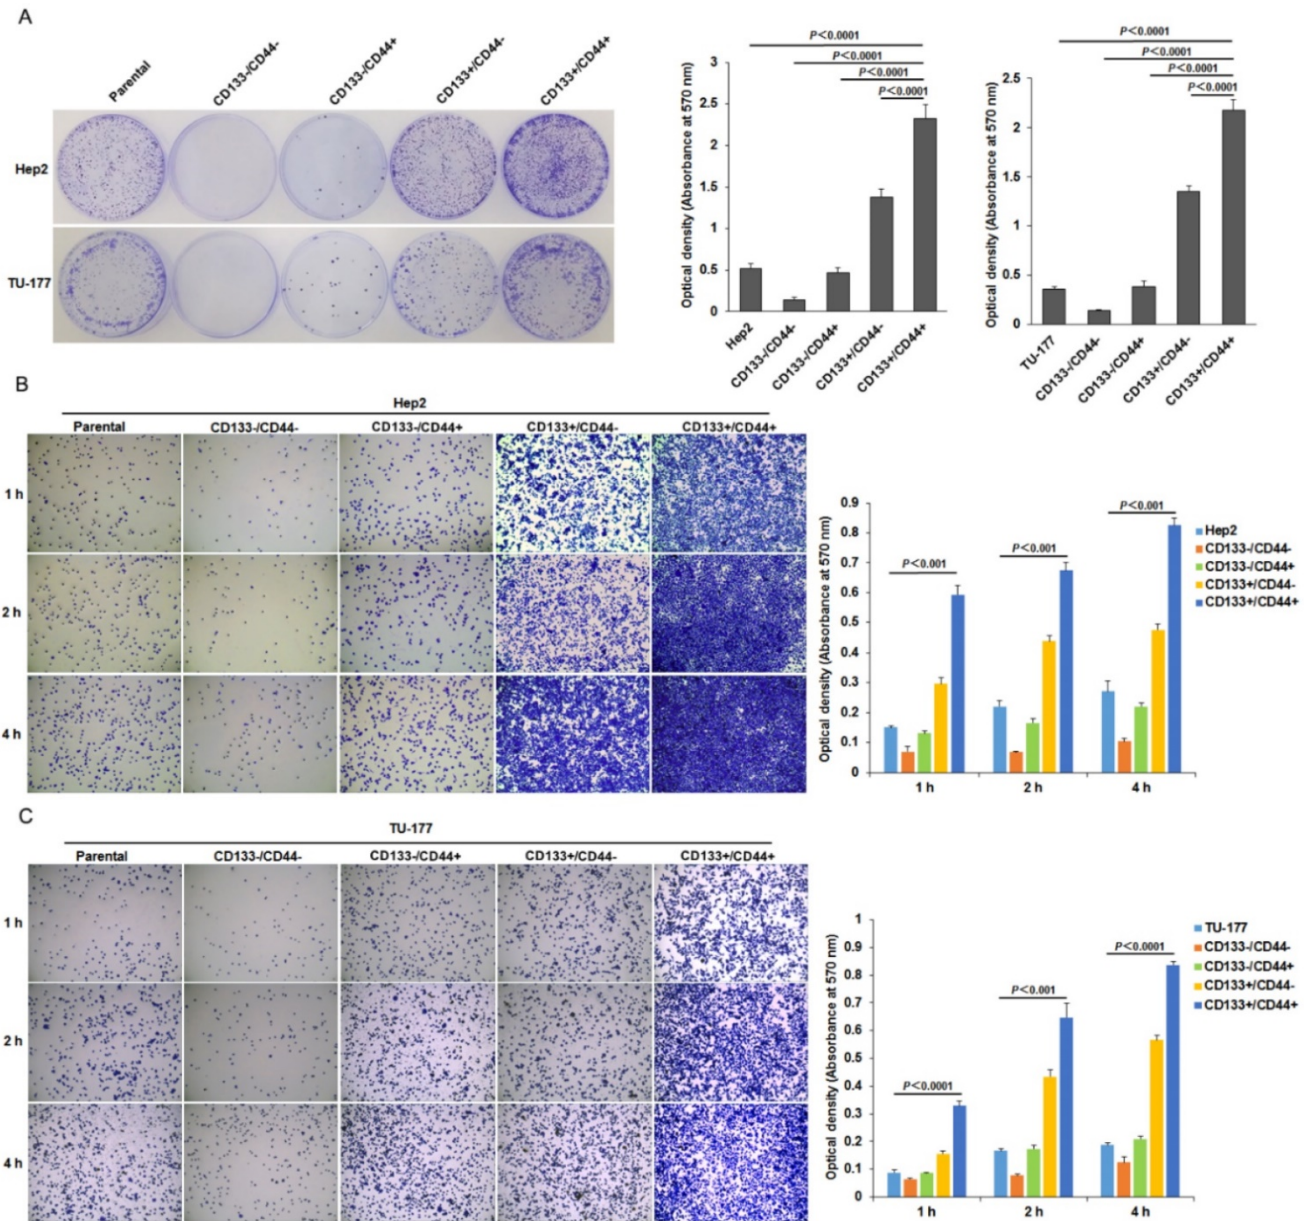 A
Parental
CD133-/CD44-
CD133-/CD44+
CD133+/CD44-
CD133+/CD44+
Hep2
TU-177
P<0.0001
P<0.0001
P<0.0001
P<0.0001
Optical density (Absorbance at 570 nm)
3
2.5
2
1.5
1
0.5
0
Hep2
CD133-/CD44-
CD133-/CD44+
CD133+/CD44-
CD133+/CD44+
P<0.0001
P<0.0001
P<0.0001
P<0.0001
Optical density (Absorbance at 570 nm)
2.5
2
1.5
1
0.5
0
TU-177
CD133-/CD44-
CD133-/CD44+
CD133+/CD44-
CD133+/CD44+
B
Hep2
Parental CD133-/CD44- CD133-/CD44+ CD133+/CD44- CD133+/CD44+
1 h
2 h
4 h
Optical density (Absorbance at 570 nm)
0.9
0.8
0.7
0.6
0.5
0.4
0.3
0.2
0.1
0
P<0.001
P<0.001
P<0.001
1 h 2 h 4 h
Hep2
CD133-/CD44-
CD133-/CD44+
CD133+/CD44-
CD133+/CD44+
C
TU-177
Parental CD133-/CD44- CD133-/CD44+ CD133+/CD44- CD133+/CD44+
1 h
2 h
4 h
Optical density (Absorbance at 570 nm)
1
0.9
0.8
0.7
0.6
0.5
0.4
0.3
0.2
0.1
0
P<0.0001
P<0.001
P<0.0001
1 h 2 h 4 h
TU-177
CD133-/CD44-
CD133-/CD44+
CD133+/CD44-
CD133+/CD44+